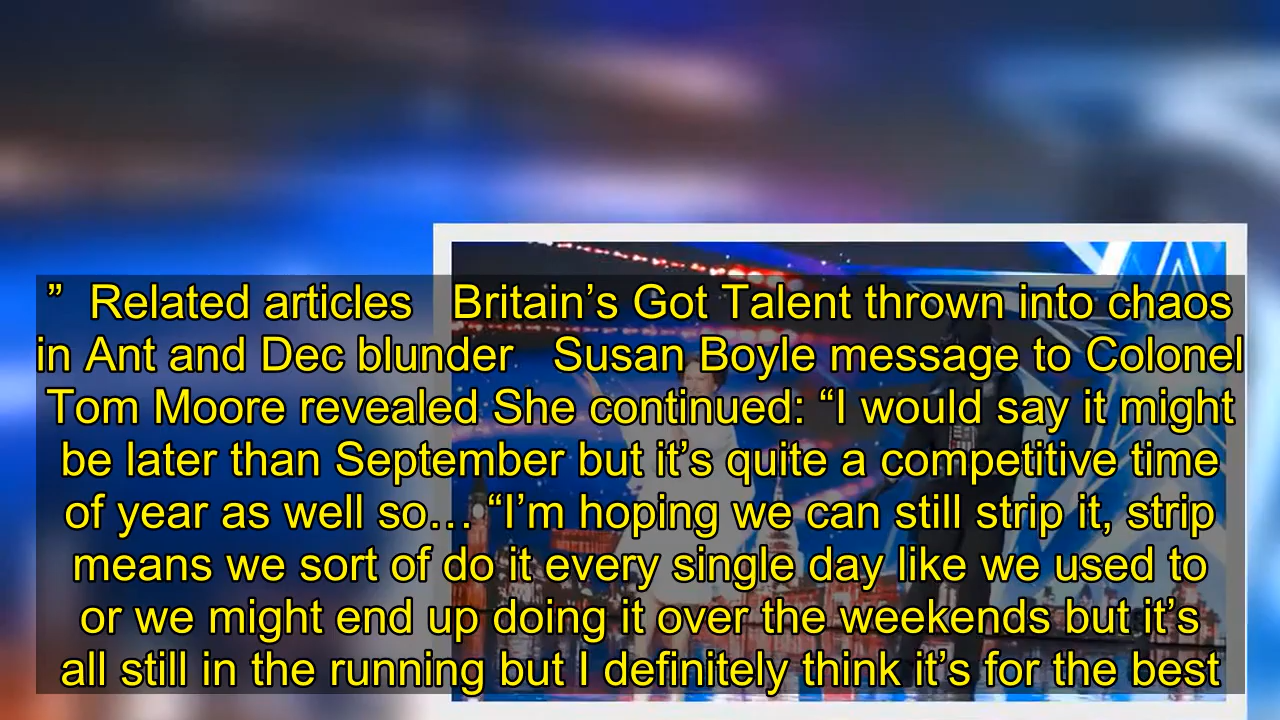 ”  Related articles   Britain’s Got Talent thrown into chaos
in Ant and Dec blunder   Susan Boyle message to Colonel
Tom Moore revealed She continued: “I would say it might
be later than September but it’s quite a competitive time
of year as well so… “I’m hoping we can still strip it, strip
means we sort of do it every single day like we used to
or we might end up doing it over the weekends but it’s
all still in the running but I definitely think it’s for the best